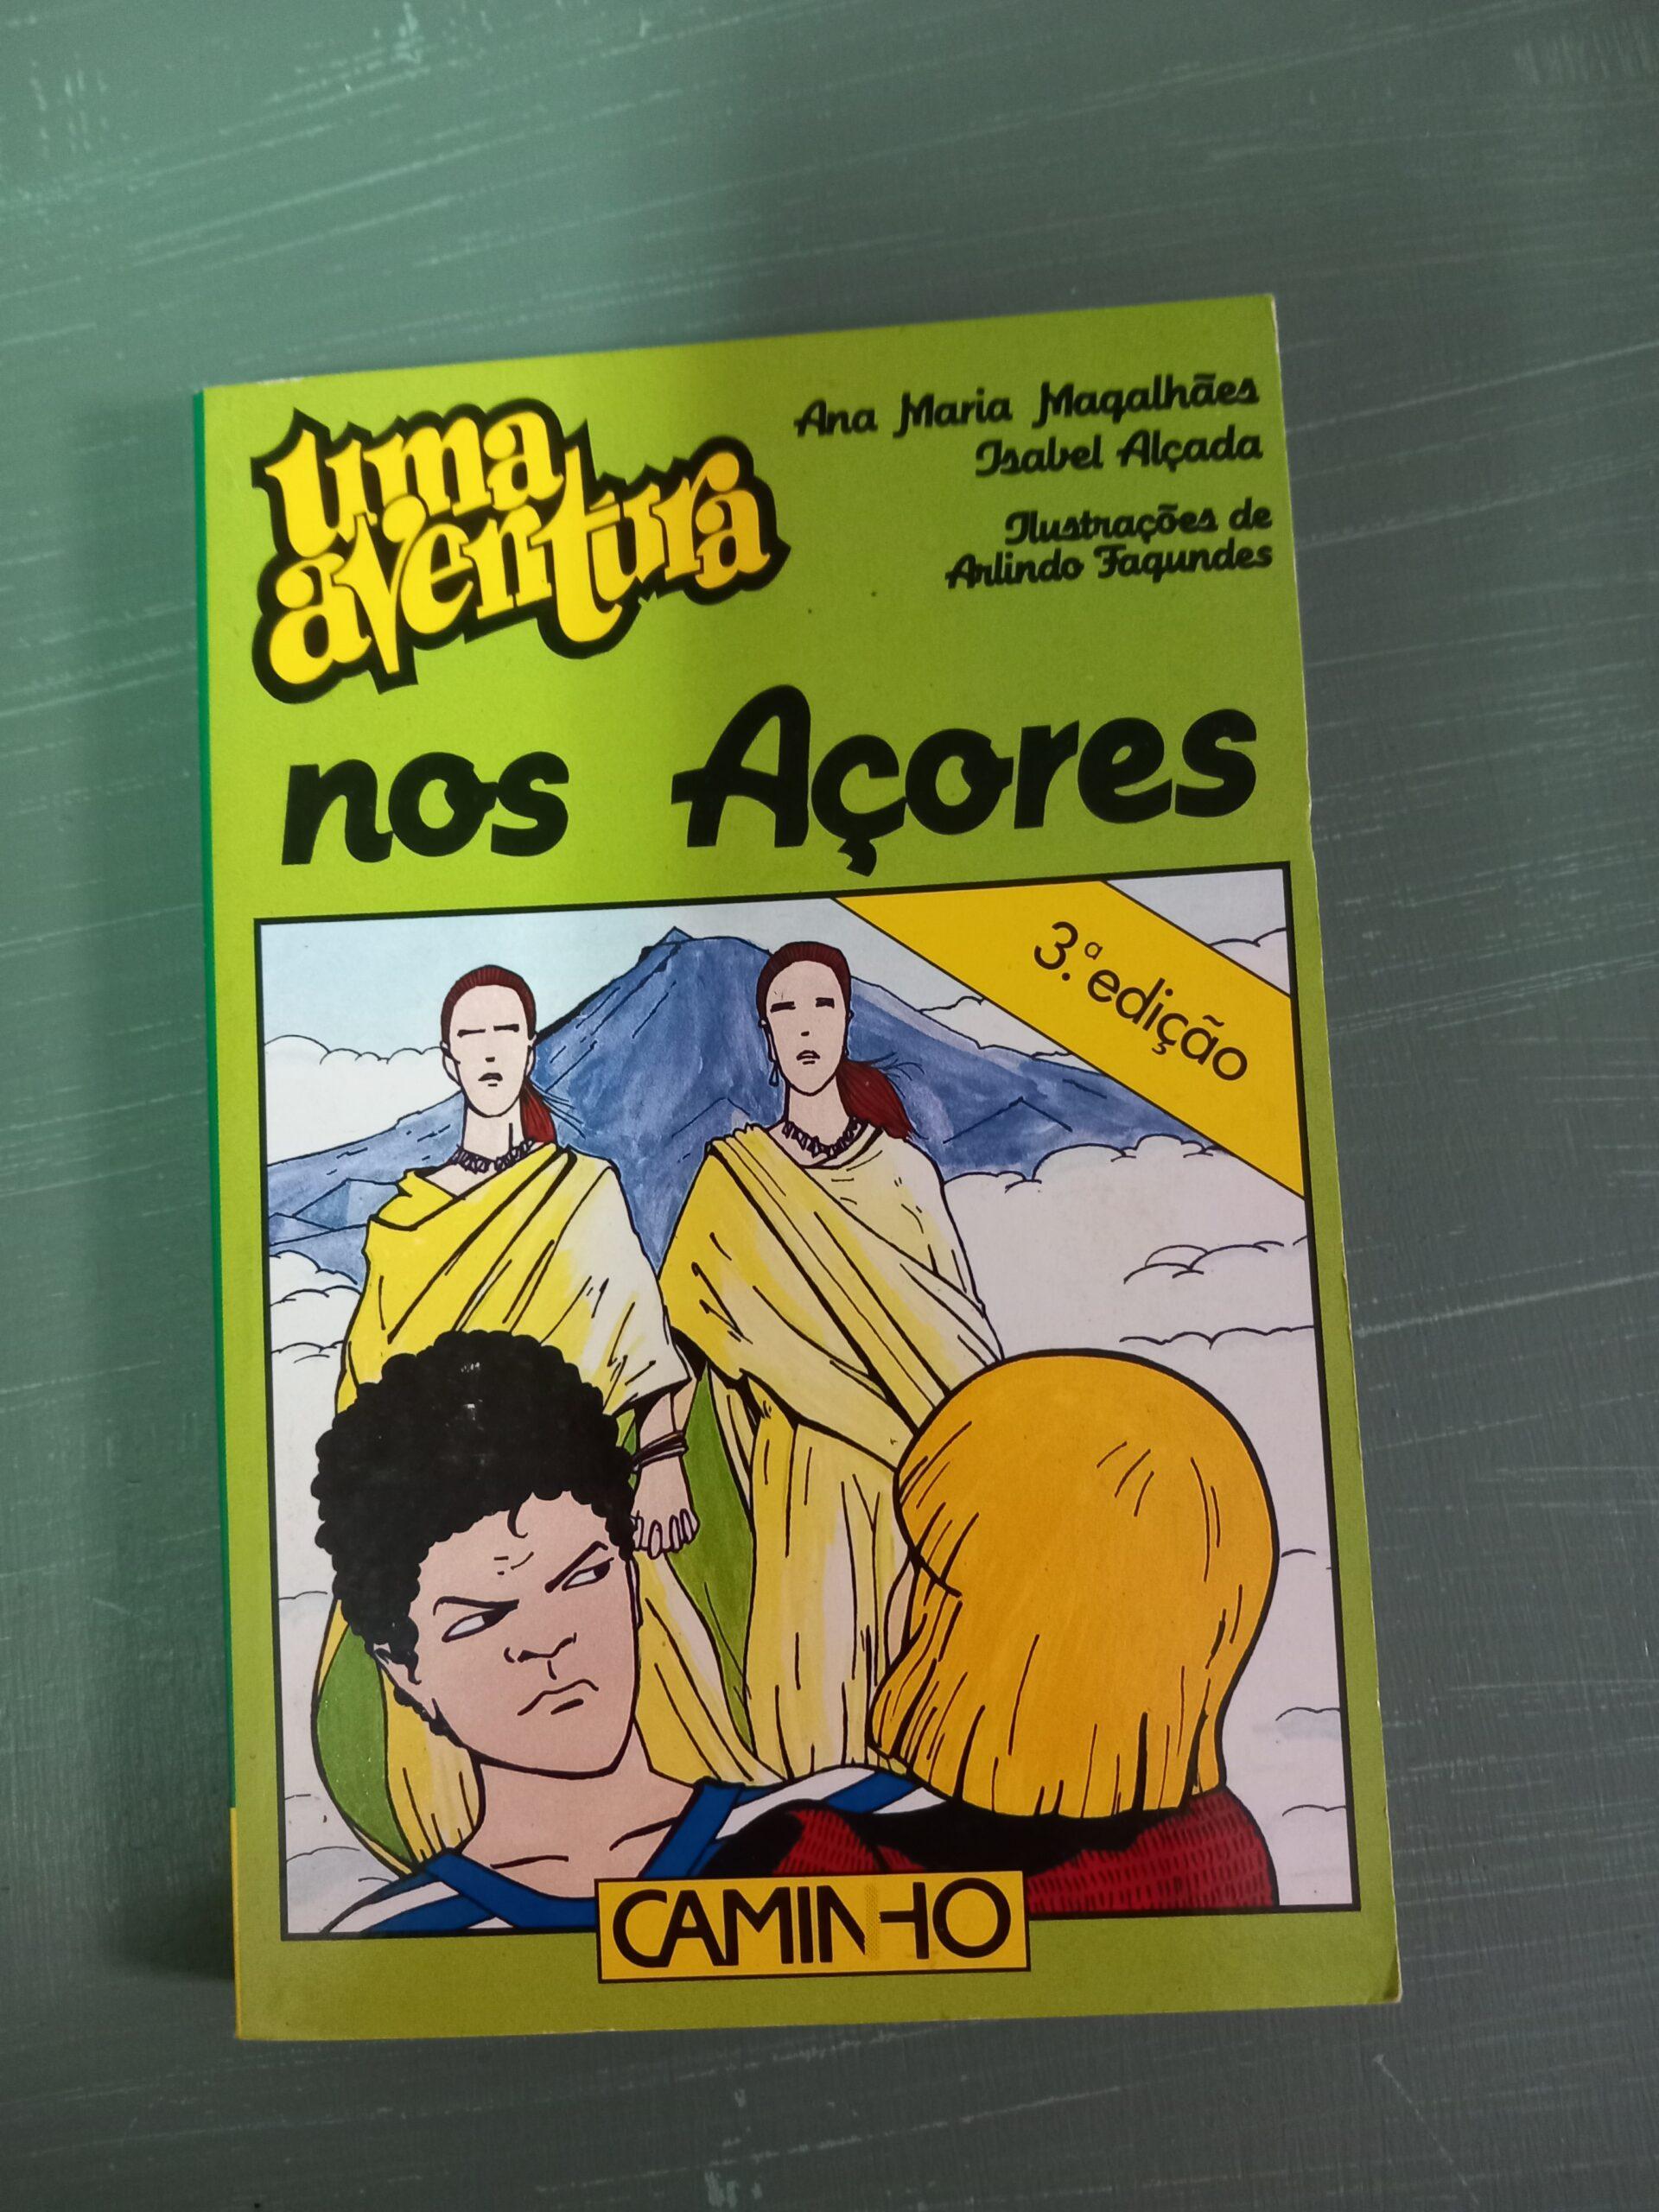 uma
aventura
Ana Maria Magalhães
Isabel Alçada
Ilustrações de
Arlindo Fagundes
nos Açores
3.ª edição
CAMINHO